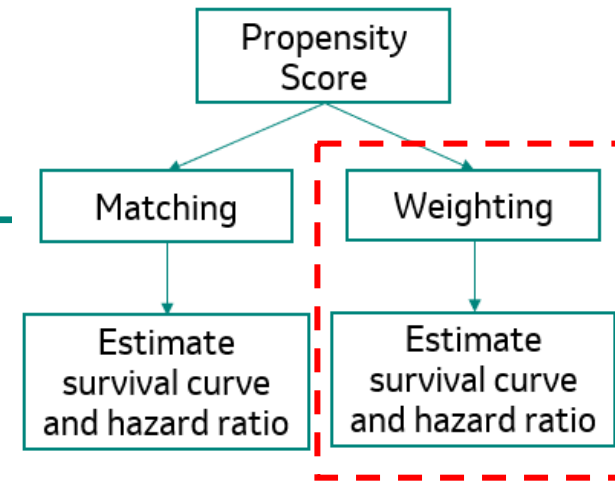 Propensity
Score
Matching
Weighting
Estimate
survival curve
and hazard ratio
Estimate
survival curve
and hazard ratio